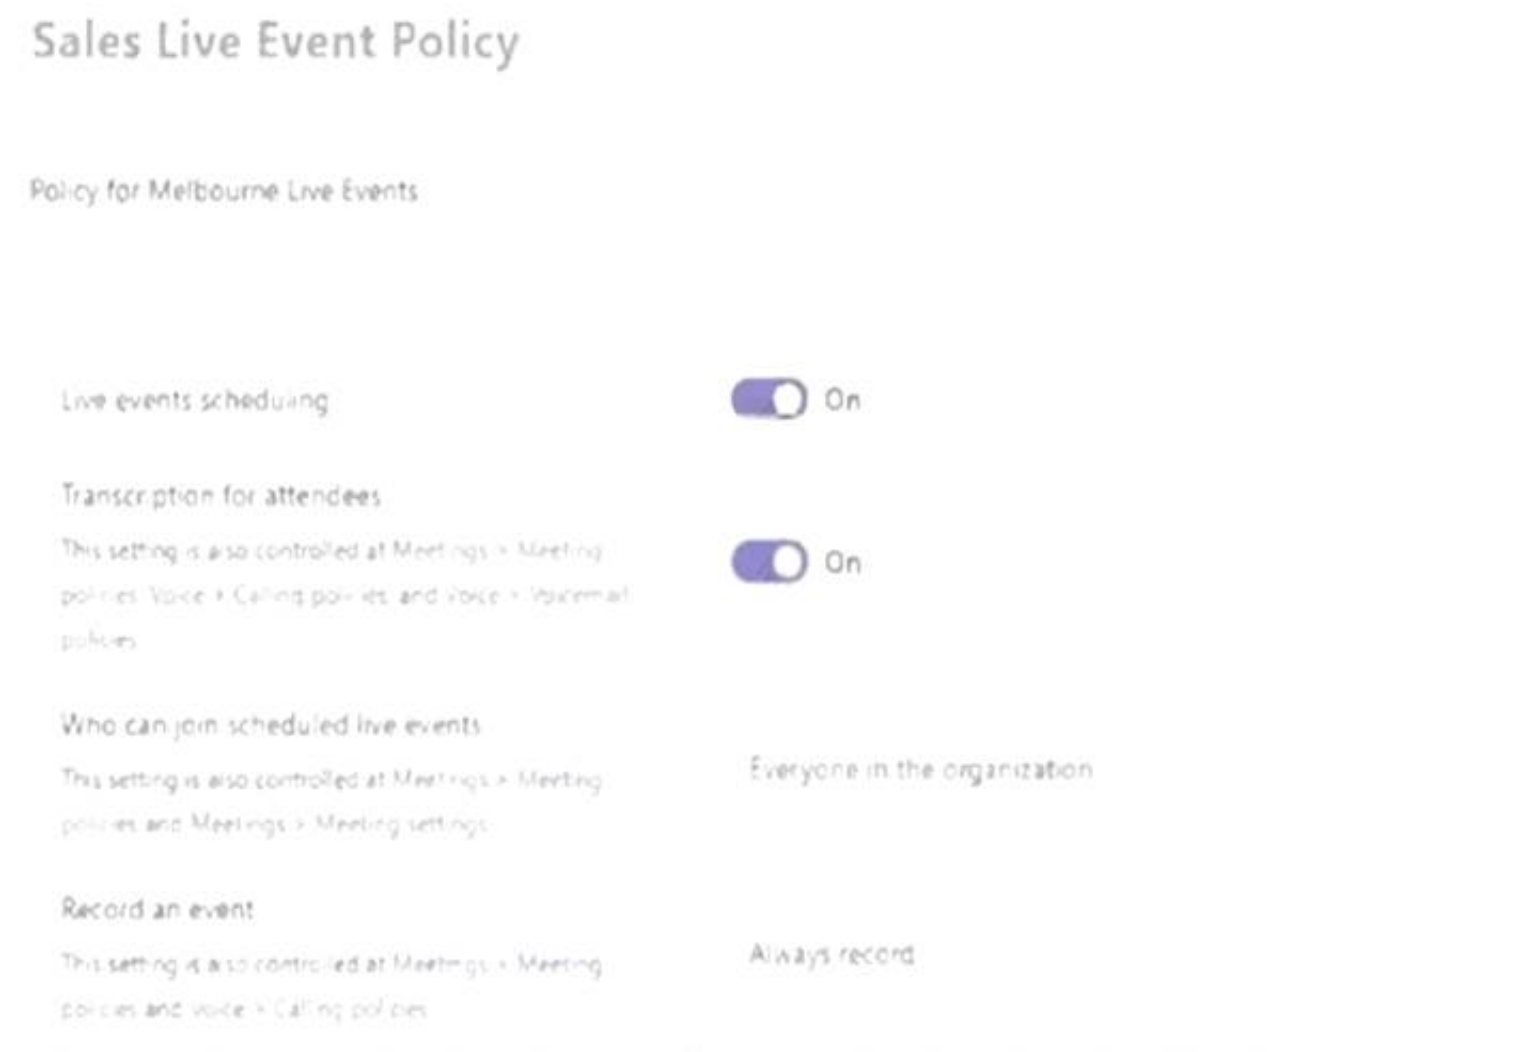 Sales Live Event Policy
Policy for Melbourne Live Events
Live events scheduling
On
Transcription for attendees
This setting is also controlled at Meetings > Meeting
policies Voice > Calling policies and Voice > Voicemail
policies
On
Who can join scheduled live events
This setting is also controlled at Meetings > Meeting
policies and Meetings > Meeting settings
Everyone in the organization
Record an event
This setting is also controlled at Meetings > Meeting
policies and Voice > Calling policies
Always record